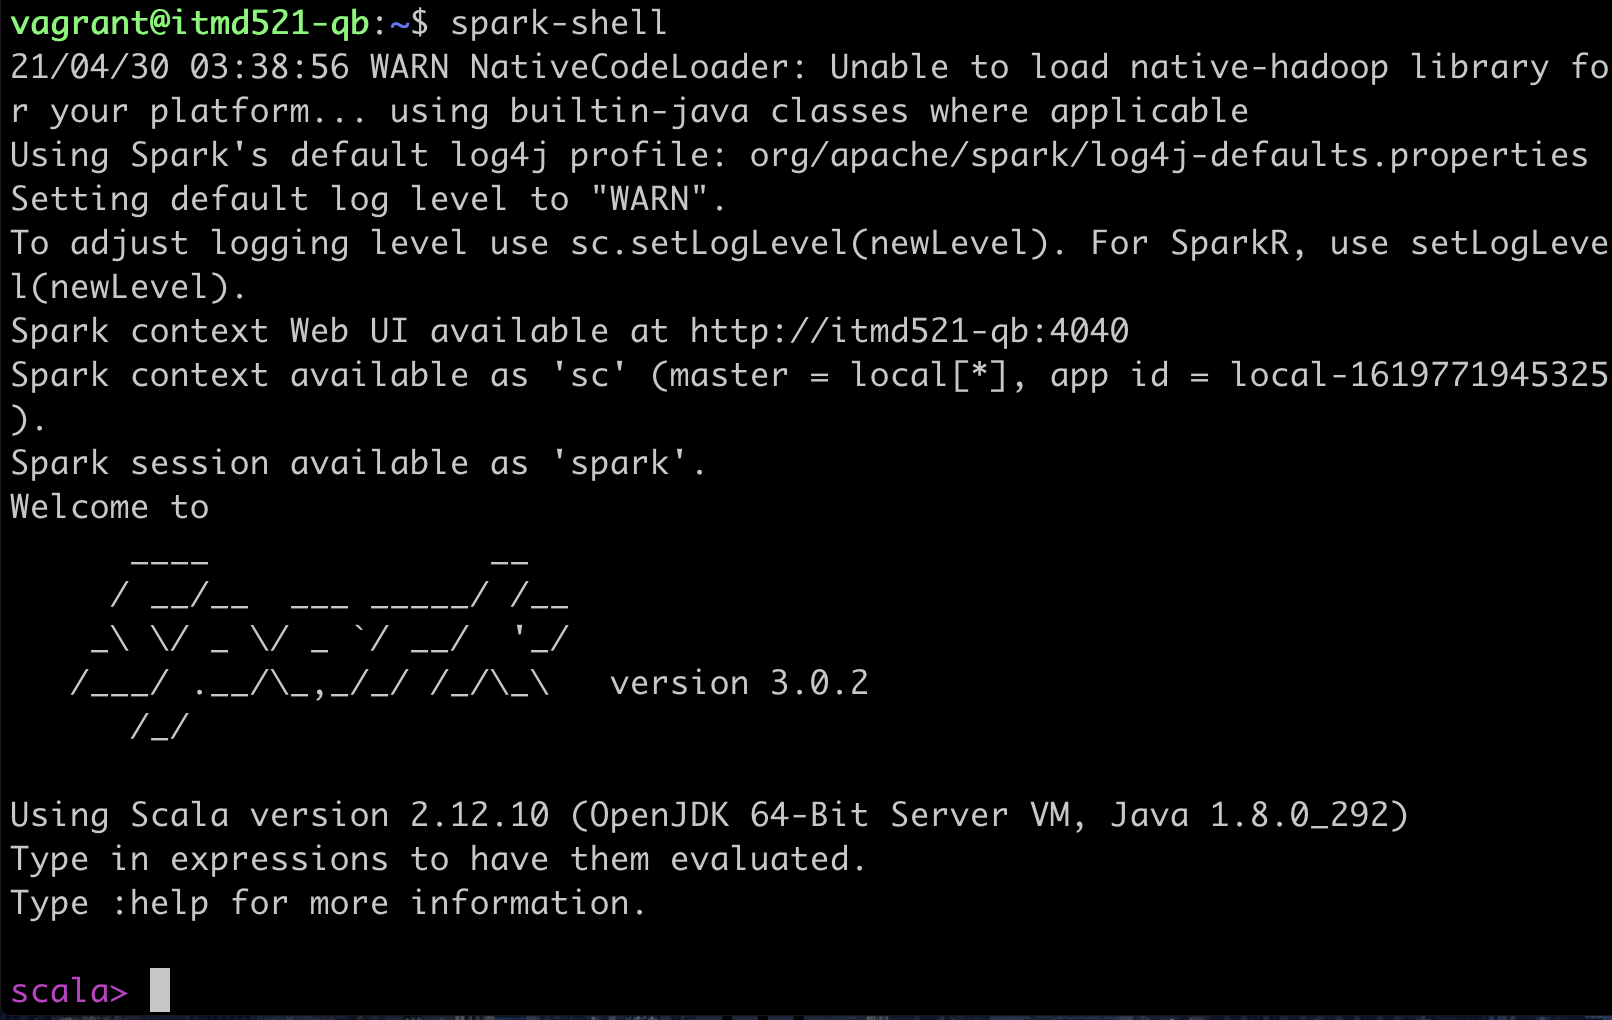 vagrant@itmd521-qb:~$ spark-shell
21/04/30 03:38:56 WARN NativeCodeLoader: Unable to load native-hadoop library fo
r your platform... using builtin-java classes where applicable
Using Spark's default log4j profile: org/apache/spark/log4j-defaults.properties
Setting default log level to "WARN".
To adjust logging level use sc.setLogLevel(newLevel). For SparkR, use setLogLeve
l(newLevel).
Spark context Web UI available at http://itmd521-qb:4040
Spark context available as 'sc' (master = local[*], app id = local-1619771945325
).
Spark session available as 'spark'.
Welcome to
      ____              __
     / __/__  ___ _____/ /__
    _\ \/ _ \/ _ `/ __/  '_/
   /___/ .__/\_,_/_/ /_/\_\   version 3.0.2
      /_/

Using Scala version 2.12.10 (OpenJDK 64-Bit Server VM, Java 1.8.0_292)
Type in expressions to have them evaluated.
Type :help for more information.

scala>